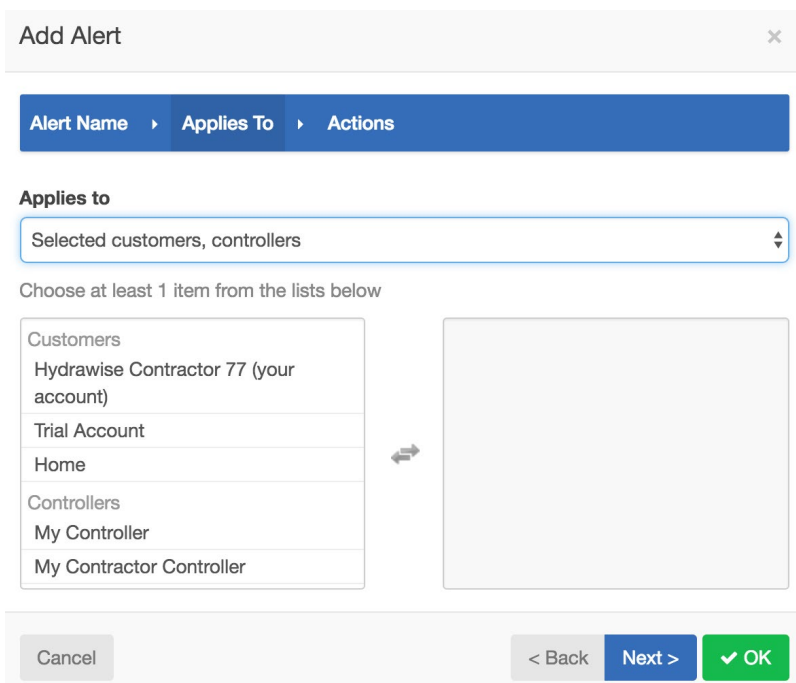 Add Alert ×
Alert Name Applies To Actions
Applies to
Selected customers, controllers
Choose at least 1 item from the lists below
Customers
Hydrawise Contractor 77 (your
account)
Trial Account
Home
Controllers
My Controller
My Contractor Controller
Cancel < Back Next > ✓ OK